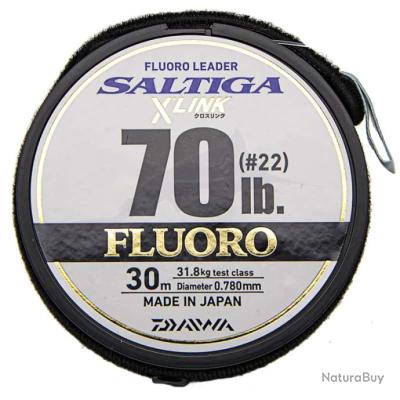 FLUORO LEADER
SALTIGA
X LINK
クロスリンク
70 lb.
(#22)
FLUORO
30m
31.8kg test class
Diameter 0.780mm
MADE IN JAPAN
DAIWA
NaturaBuy